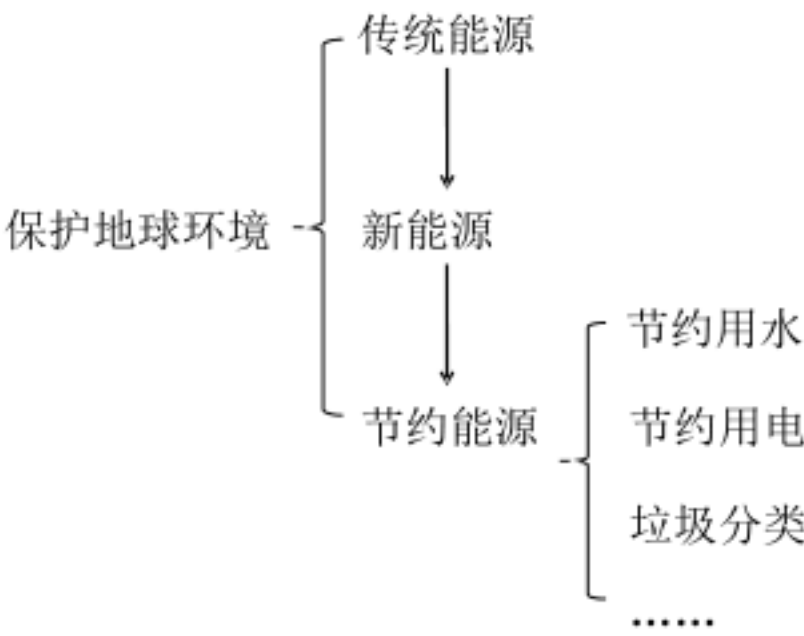 传统能源
保护地球环境
新能源
节约能源
节约用水
节约用电
垃圾分类
……